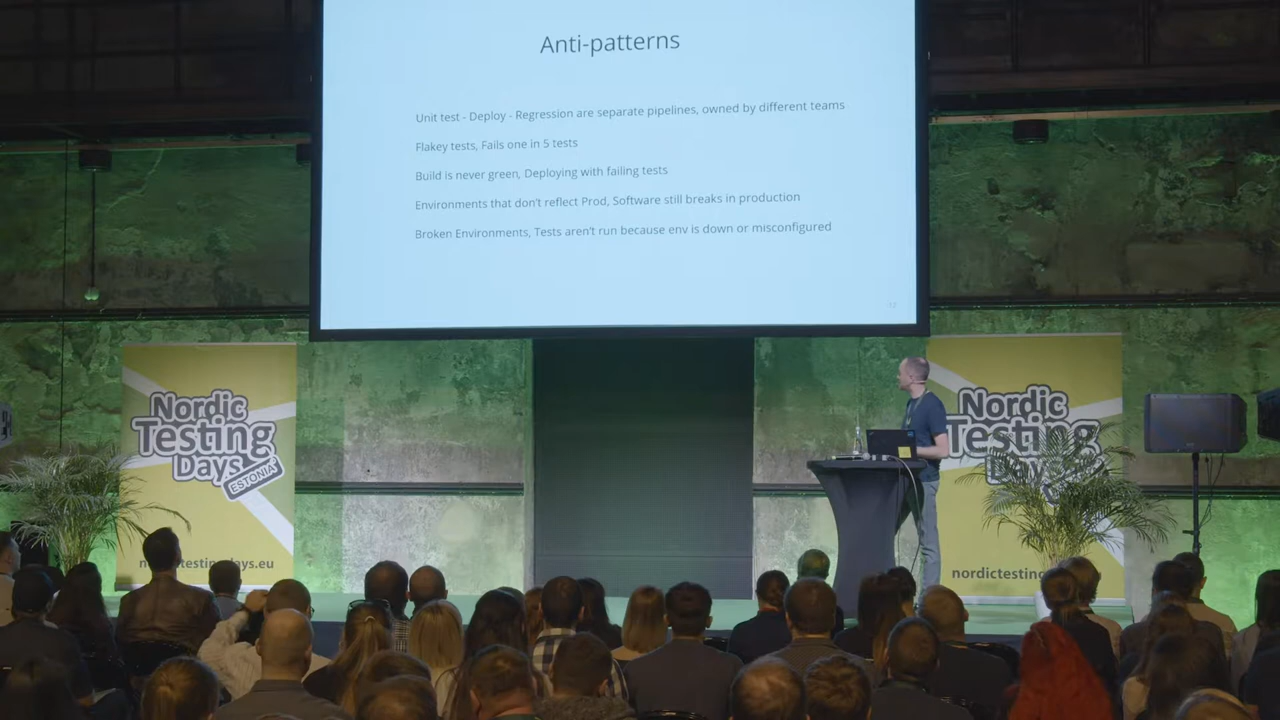 Anti-patterns
Unit test - Deploy - Regression are separate pipelines, owned by different teams
Flakey tests, Fails one in 5 tests
Build is never green, Deploying with failing tests
Environments that don't reflect Prod, Software still breaks in production
Broken Environments, Tests aren't run because env is down or misconfigured
12
Nordic
Testing
Days
ESTONIA
nordictestingdays.eu
Nordic
Testing
Days
nordictesting